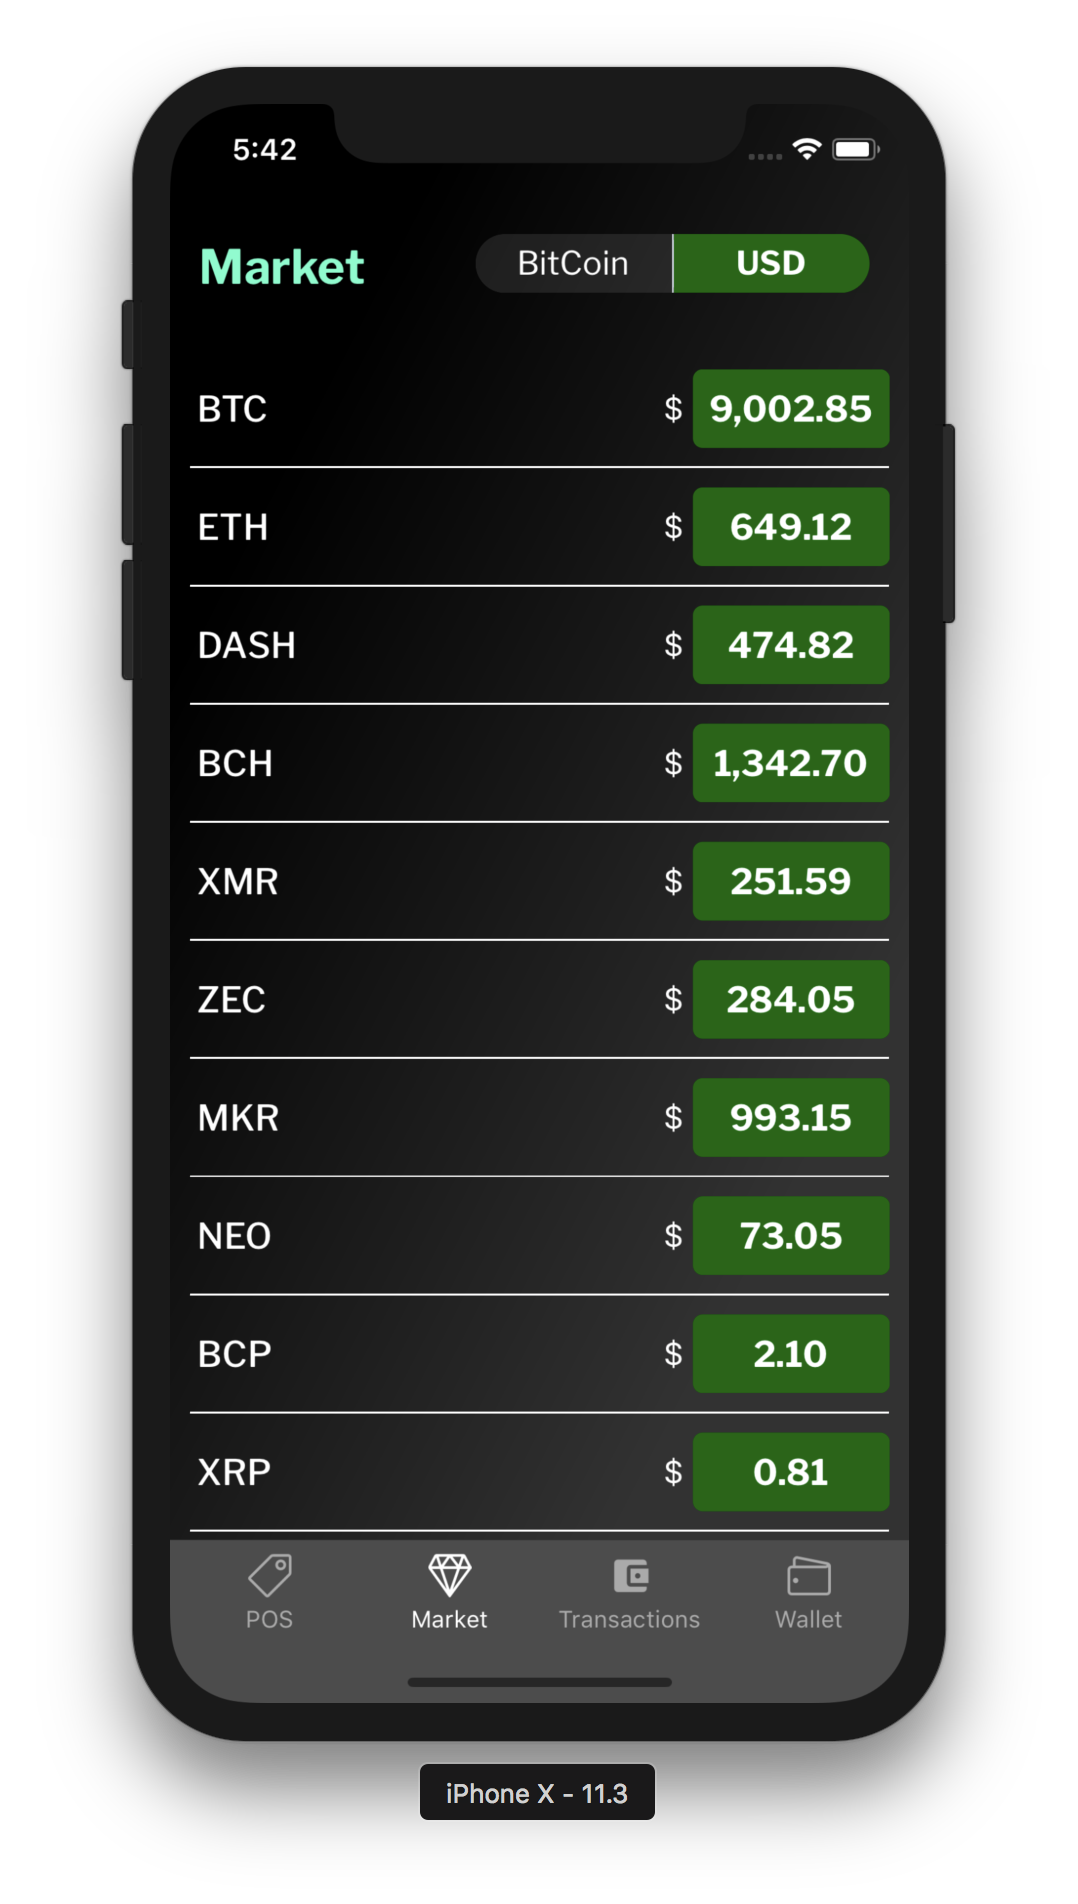 5:42
Market
BitCoin USD
BTC $ 9,002.85
ETH $ 649.12
DASH $ 474.82
BCH $ 1,342.70
XMR $ 251.59
ZEC $ 284.05
MKR $ 993.15
NEO $ 73.05
BCP $ 2.10
XRP $ 0.81
POS Market Transactions Wallet
iPhone X - 11.3